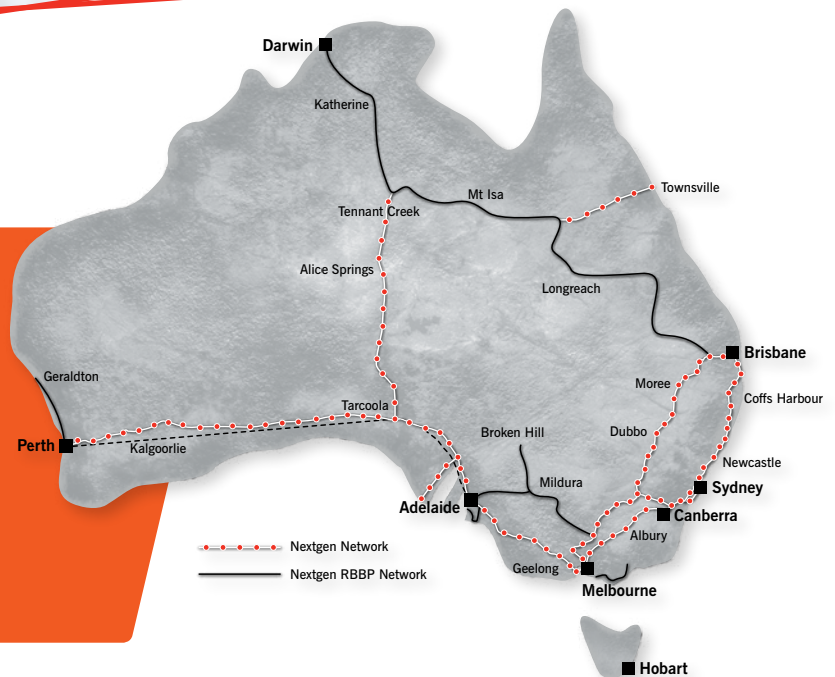 Darwin
Katherine
Mt Isa
Townsville
Tennant Creek
Alice Springs
Longreach
Brisbane
Geraldton
Moree
Coffs Harbour
Tarcoola
Dubbo
Broken Hill
Perth
Kalgoorlie
Newcastle
Mildura
Sydney
Adelaide
Canberra
Albury
Nextgen Network
Geelong
Nextgen RBBP Network
Melbourne
Hobart